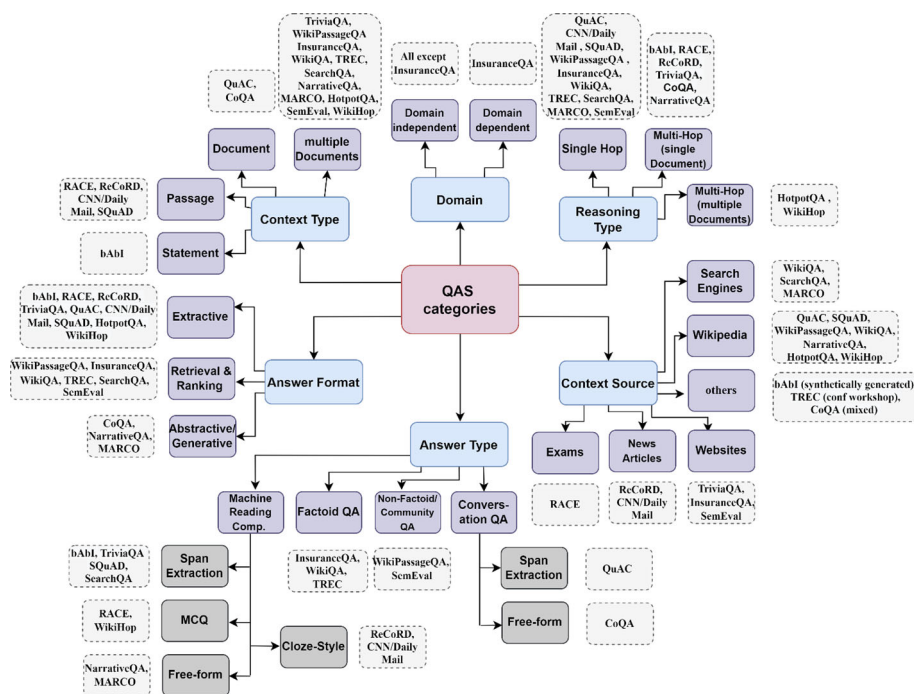 TriviaQA,
WikiPassageQA
InsuranceQA,
WikiQA, TREC,
SearchQA,
NarrativeQA,
MARCO, HotpotQA,
SemEval, WikiHop
QuAC,
CoQA
All except
InsuranceQA
InsuranceQA
QuAC,
CNN/Daily
Mail , SQuAD,
WikiPassageQA ,
InsuranceQA,
WikiQA,
TREC, SearchQA,
MARCO, SemEval
bAbI, RACE,
ReCoRD,
TriviaQA,
CoQA,
NarrativeQA
Document
multiple
Documents
Domain
independent
Domain
dependent
Single Hop
Multi-Hop
(single
Document)
RACE, ReCoRD,
CNN/Daily
Mail, SQuAD
Passage
Context Type
Domain
Reasoning
Type
Multi-Hop
(multiple
Documents)
HotpotQA ,
WikiHop
bAbI
Statement
QAS
categories
Search
Engines
WikiQA,
SearchQA,
MARCO
bAbI, RACE, ReCoRD,
TriviaQA, QuAC, CNN/Daily
Mail, SQuAD, HotpotQA,
WikiHop
Extractive
Wikipedia
QuAC, SQuAD,
WikiPassageQA, WikiQA,
NarrativeQA,
HotpotQA, WikiHop
WikiPassageQA, InsuranceQA,
WikiQA, TREC, SearchQA,
SemEval
Retrieval &
Ranking
Answer Format
Context Source
others
bAbI (synthetically generated)
TREC (conf workshop),
CoQA (mixed)
CoQA,
NarrativeQA,
MARCO
Abstractive/
Generative
Answer Type
Exams
News
Articles
Websites
Machine
Reading
Comp.
Factoid QA
Non-Factoid/
Community
QA
Convers-
ation QA
RACE
ReCoRD,
CNN/Daily
Mail
TriviaQA,
InsuranceQA,
SemEval
bAbI, TriviaQA
SQuAD,
SearchQA
Span
Extraction
InsuranceQA,
WikiQA,
TREC
WikiPassageQA,
SemEval
Span
Extraction
QuAC
RACE,
WikiHop
MCQ
Cloze-Style
ReCoRD,
CNN/Daily
Mail
Free-form
CoQA
NarrativeQA,
MARCO
Free-form